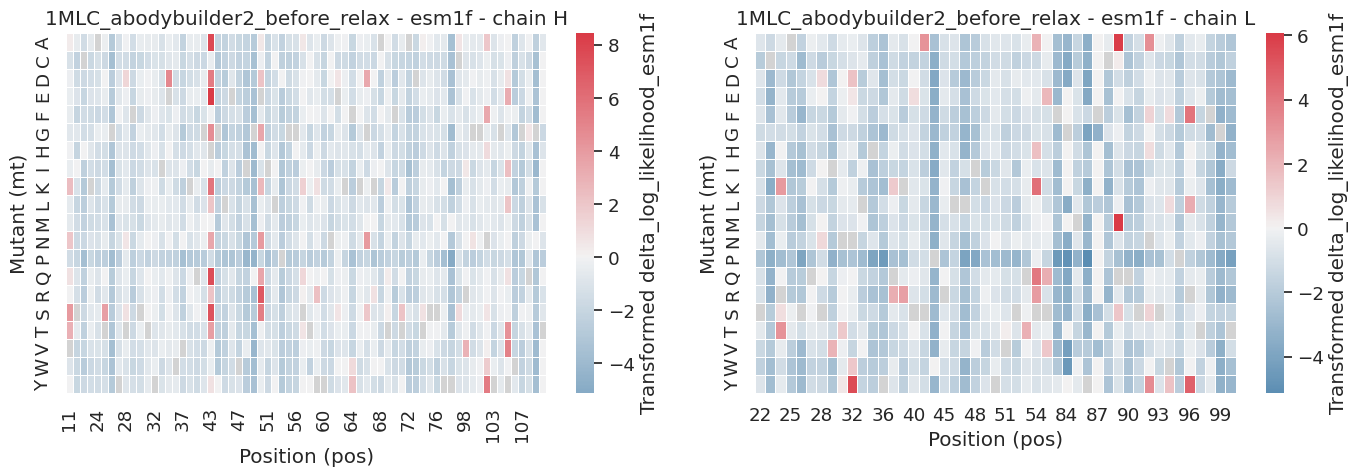 1MLC_abodybuilder2_before_relax - esm1f - chain H
Mutant (mt)
A
C
D
E
F
G
H
I
K
L
M
N
P
Q
R
S
T
V
W
Y
11 24 28 32 37 43 47 51 56 60 64 72 76 98 103 107
Position (pos)
8
6
4
2
0
−2
−4
Transformed delta_log_likelihood_esm1f
1MLC_abodybuilder2_before_relax - esm1f - chain L
Mutant (mt)
A
C
D
E
F
G
H
I
K
L
M
N
P
Q
R
S
T
V
W
Y
22 25 28 32 36 40 45 48 51 54 84 87 90 93 96 99
Position (pos)
6
4
2
0
−2
−4
Transformed delta_log_likelihood_esm1f